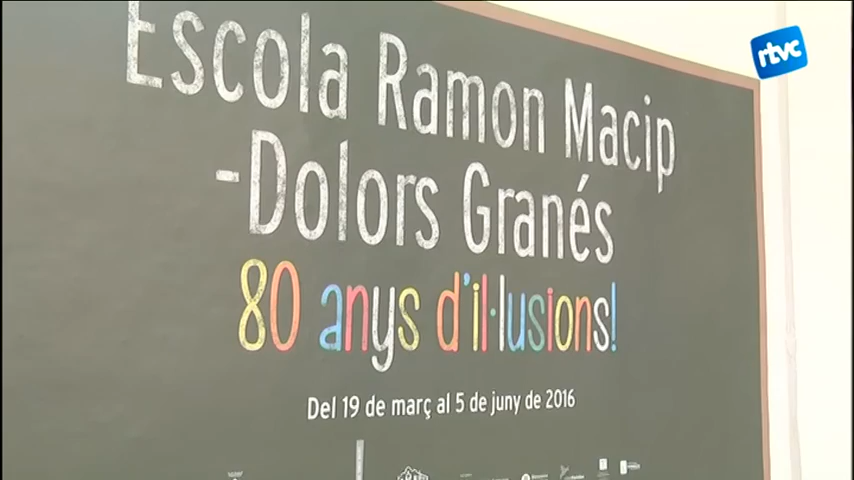 rtvc
Escola Ramon Macip
-Dolors Granés
80 anys d'il·lusions!
Del 19 de març al 5 de juny de 2016